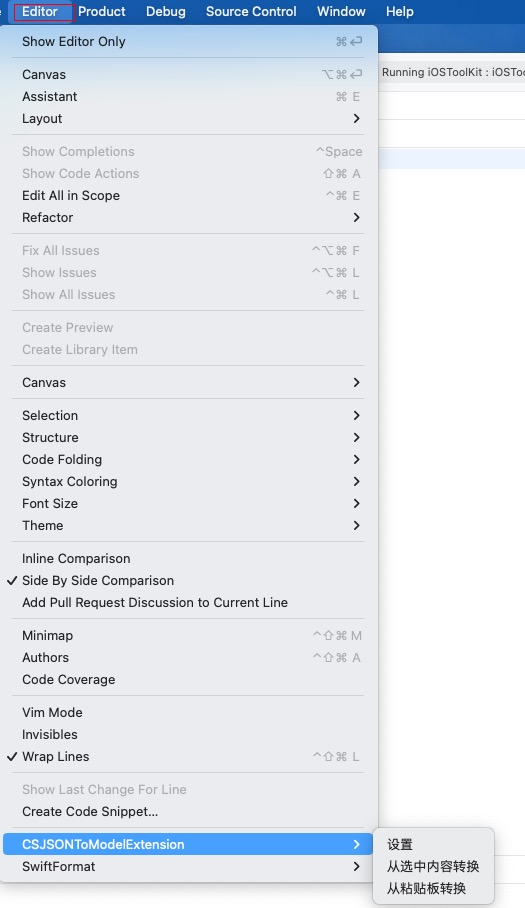 Editor Product Debug Source Control Window Help
Show Editor Only ⌘↩
Running iOSToolKit : iOSToo
Canvas ⌥⌘↩
Assistant ⌘ E
Layout
Show Completions ^Space
Show Code Actions ⇧⌘ A
Edit All in Scope ^⌘ E
Refactor
Fix All Issues ^⌥⌘ F
Show Issues ^⌥⌘ L
Show All Issues ^⌘ L
Create Preview
Create Library Item
Canvas
Selection
Structure
Code Folding
Syntax Coloring
Font Size
Theme
Inline Comparison
✓ Side By Side Comparison
Add Pull Request Discussion to Current Line
Minimap ^⇧⌘ M
Authors ^⇧⌘ A
Code Coverage
Vim Mode
Invisibles
✓ Wrap Lines ^⇧⌘ L
Show Last Change For Line
Create Code Snippet...
CSJSONToModelExtension
SwiftFormat
设置
从选中内容转换
从粘贴板转换